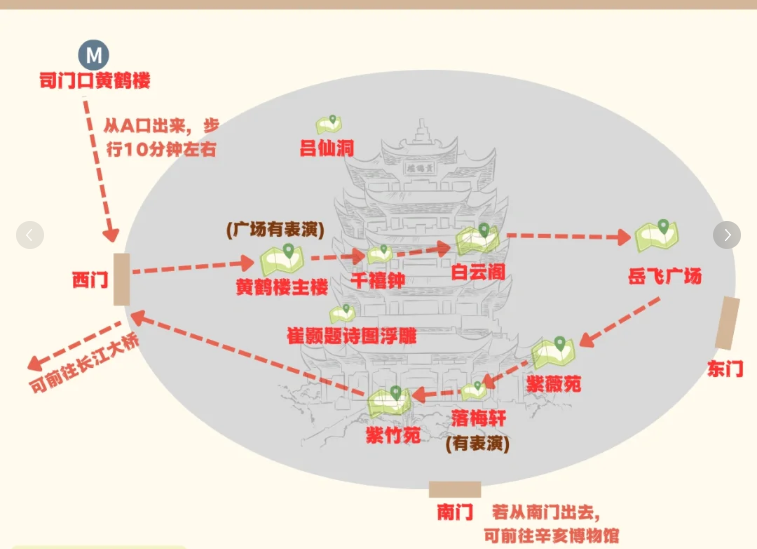 M
司门口黄鹤楼
从A口出来，步
行10分钟左右
吕仙洞
(广场有表演)
黄鹤楼主楼
千禧钟
白云阁
岳飞广场
西门
崔颢题诗图浮雕
可前往长江大桥
紫薇苑
东门
落梅轩
(有表演)
紫竹苑
南门
若从南门出去，
可前往辛亥博物馆